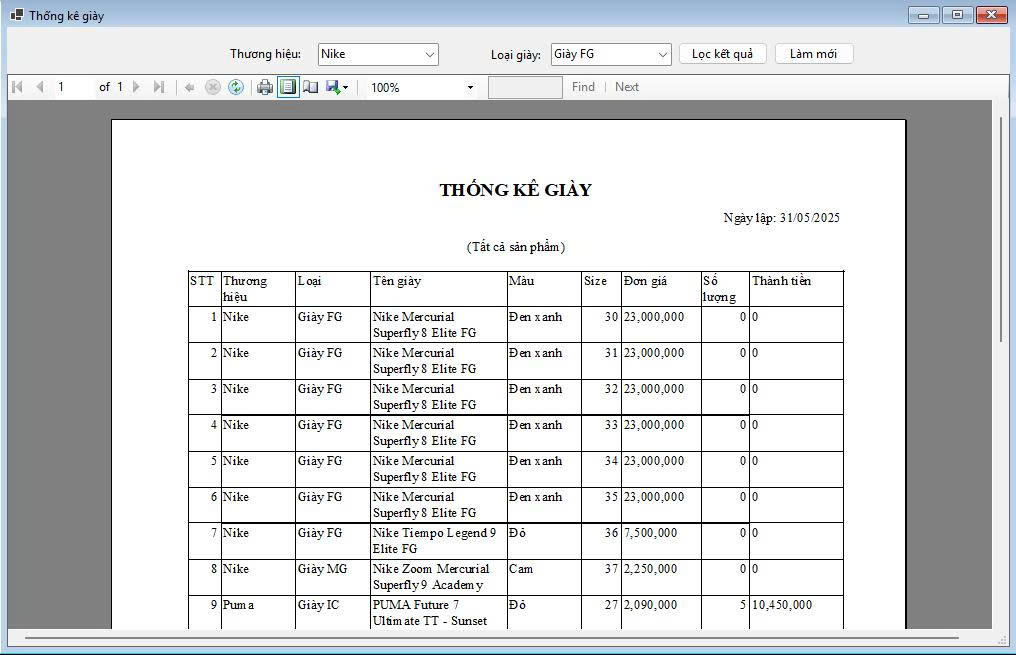 Thống kê giày
Thương hiệu: Nike Loại giày: Giày FG Lọc kết quả Làm mới
1 of 1 100% Find | Next
THỐNG KÊ GIÀY
Ngày lập: 31/05/2025
(Tất cả sản phẩm)
STT Thương hiệu Loại Tên giày Màu Size Đơn giá Số lượng Thành tiền
1 Nike Giày FG Nike Mercurial Superfly 8 Elite FG Đen xanh 30 23,000,000 0 0
2 Nike Giày FG Nike Mercurial Superfly 8 Elite FG Đen xanh 31 23,000,000 0 0
3 Nike Giày FG Nike Mercurial Superfly 8 Elite FG Đen xanh 32 23,000,000 0 0
4 Nike Giày FG Nike Mercurial Superfly 8 Elite FG Đen xanh 33 23,000,000 0 0
5 Nike Giày FG Nike Mercurial Superfly 8 Elite FG Đen xanh 34 23,000,000 0 0
6 Nike Giày FG Nike Mercurial Superfly 8 Elite FG Đen xanh 35 23,000,000 0 0
7 Nike Giày FG Nike Tiempo Legend 9 Elite FG Đỏ 36 7,500,000 0 0
8 Nike Giày MG Nike Zoom Mercurial Superfly 9 Academy Cam 37 2,250,000 0 0
9 Puma Giày IC PUMA Future 7 Ultimate TT - Sunset Đỏ 27 2,090,000 5 10,450,000